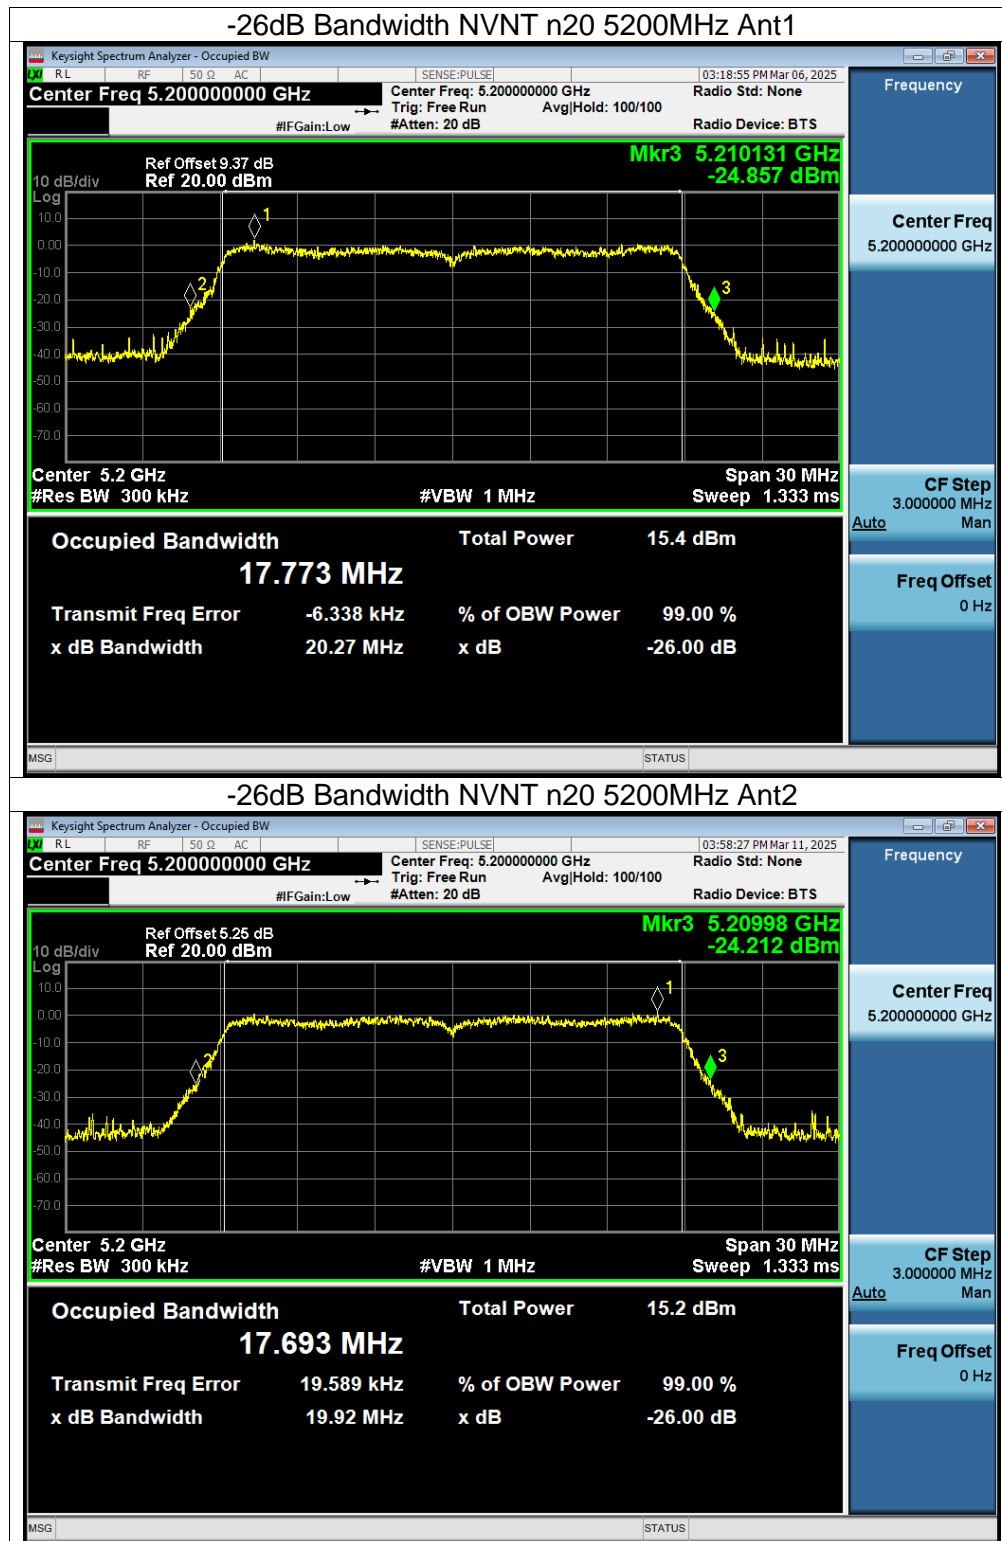 -26dB Bandwidth NVNT n20 5200MHz Ant1
Keysight Spectrum Analyzer - Occupied BW
LXI RL RF 50 Ω AC SENSE:PULSE 03:18:55 PM Mar 06, 2025
Center Freq 5.200000000 GHz
Center Freq: 5.200000000 GHz
Radio Std: None
Trig: Free Run Avg|Hold: 100/100
#IFGain:Low #Atten: 20 dB Radio Device: BTS
Mkr3 5.210131 GHz
-24.857 dBm
Ref Offset 9.37 dB
10 dB/div Ref 20.00 dBm
Log
10.0
0.00
-10.0
-20.0
-30.0
-40.0
-50.0
-60.0
-70.0
1
2
3
Center 5.2 GHz Span 30 MHz
#Res BW 300 kHz #VBW 1 MHz Sweep 1.333 ms
Occupied Bandwidth Total Power 15.4 dBm
17.773 MHz
Transmit Freq Error -6.338 kHz % of OBW Power 99.00 %
x dB Bandwidth 20.27 MHz x dB -26.00 dB
MSG STATUS
Frequency
Center Freq
5.200000000 GHz
CF Step
3.000000 MHz
Auto Man
Freq Offset
0 Hz
-26dB Bandwidth NVNT n20 5200MHz Ant2
Keysight Spectrum Analyzer - Occupied BW
LXI RL RF 50 Ω AC SENSE:PULSE 03:58:27 PM Mar 11, 2025
Center Freq 5.200000000 GHz
Center Freq: 5.200000000 GHz
Radio Std: None
Trig: Free Run Avg|Hold: 100/100
#IFGain:Low #Atten: 20 dB Radio Device: BTS
Mkr3 5.20998 GHz
-24.212 dBm
Ref Offset 5.25 dB
10 dB/div Ref 20.00 dBm
Log
10.0
0.00
-10.0
-20.0
-30.0
-40.0
-50.0
-60.0
-70.0
1
2
3
Center 5.2 GHz Span 30 MHz
#Res BW 300 kHz #VBW 1 MHz Sweep 1.333 ms
Occupied Bandwidth Total Power 15.2 dBm
17.693 MHz
Transmit Freq Error 19.589 kHz % of OBW Power 99.00 %
x dB Bandwidth 19.92 MHz x dB -26.00 dB
MSG STATUS
Frequency
Center Freq
5.200000000 GHz
CF Step
3.000000 MHz
Auto Man
Freq Offset
0 Hz